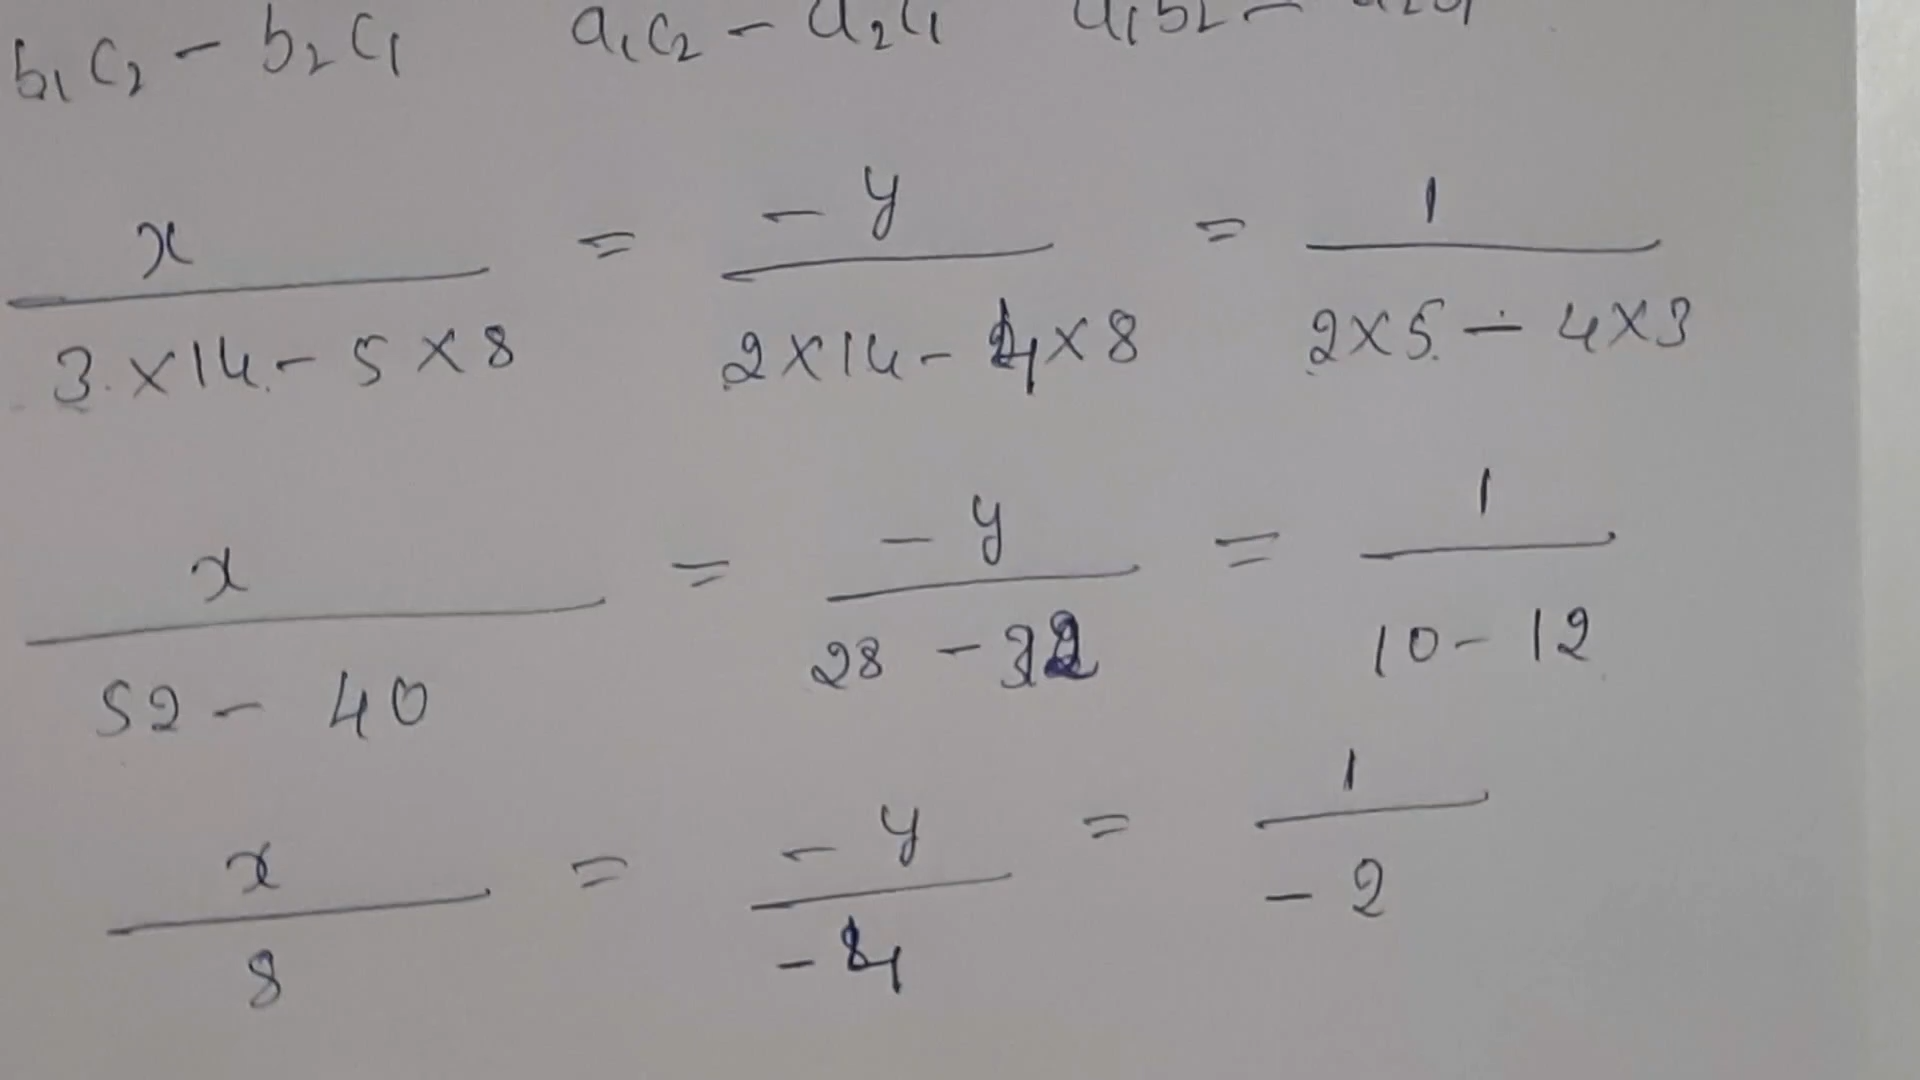 b₁c₂ - b₂c₁ a₁c₂ - a₂c₁ a₁b₂ -
x = - y = 1
3 × 14 - 5 × 8 2 × 14 - 4 × 8 2 × 5 - 4 × 3
x = - y = 1
52 - 40 28 - 32 10 - 12
x = - y = 1
8 - 4 - 2